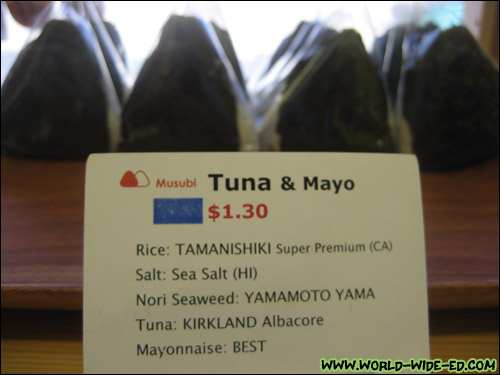 Musubi Tuna & Mayo
$1.30
Rice: TAMANISHIKI Super Premium (CA)
Salt: Sea Salt (HI)
Nori Seaweed: YAMAMOTO YAMA
Tuna: KIRKLAND Albacore
Mayonnaise: BEST
WWW.WORLD-WIDE-ED.COM